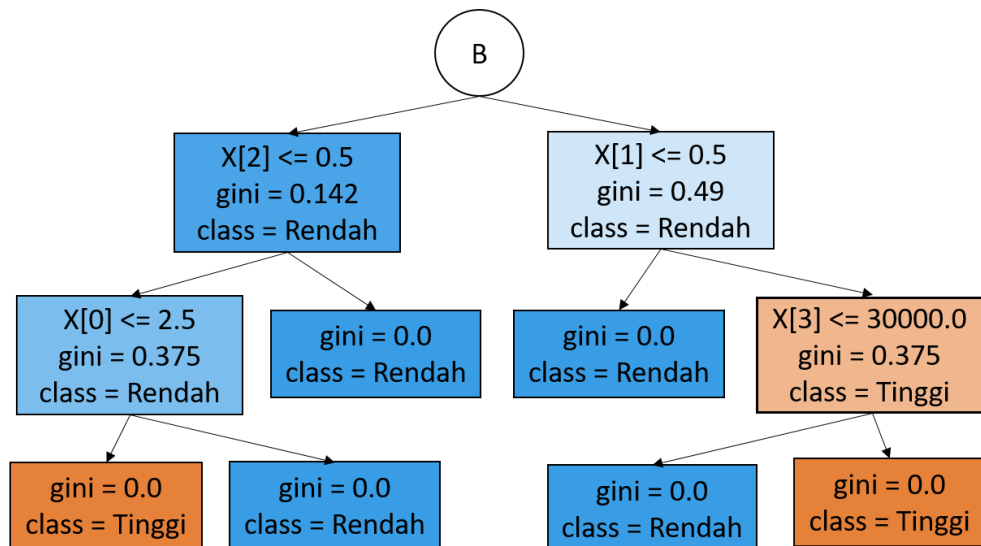 B
X[2] <= 0.5
gini = 0.142
class = Rendah
X[1] <= 0.5
gini = 0.49
class = Rendah
X[0] <= 2.5
gini = 0.375
class = Rendah
gini = 0.0
class = Rendah
gini = 0.0
class = Rendah
X[3] <= 30000.0
gini = 0.375
class = Tinggi
gini = 0.0
class = Tinggi
gini = 0.0
class = Rendah
gini = 0.0
class = Rendah
gini = 0.0
class = Tinggi